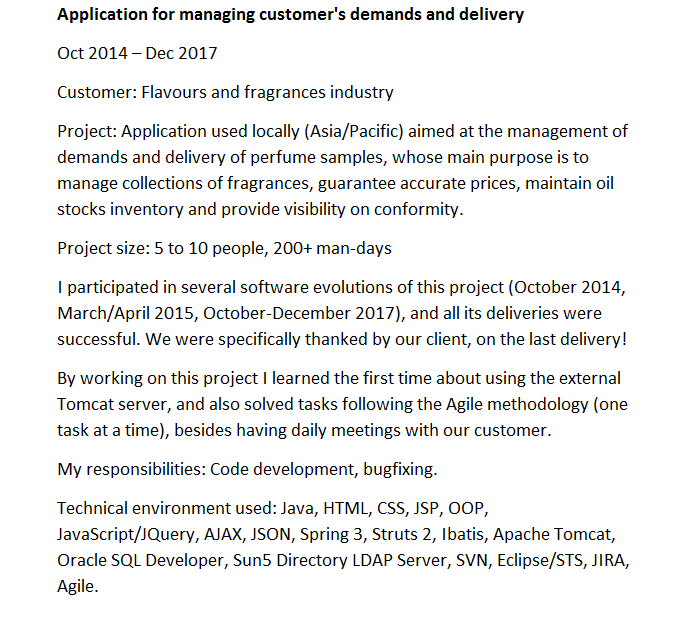 Application for managing customer's demands and delivery
Oct 2014 – Dec 2017
Customer: Flavours and fragrances industry
Project: Application used locally (Asia/Pacific) aimed at the management of
demands and delivery of perfume samples, whose main purpose is to
manage collections of fragrances, guarantee accurate prices, maintain oil
stocks inventory and provide visibility on conformity.
Project size: 5 to 10 people, 200+ man-days
I participated in several software evolutions of this project (October 2014,
March/April 2015, October-December 2017), and all its deliveries were
successful. We were specifically thanked by our client, on the last delivery!
By working on this project I learned the first time about using the external
Tomcat server, and also solved tasks following the Agile methodology (one
task at a time), besides having daily meetings with our customer.
My responsibilities: Code development, bugfixing.
Technical environment used: Java, HTML, CSS, JSP, OOP,
JavaScript/JQuery, AJAX, JSON, Spring 3, Struts 2, Ibatis, Apache Tomcat,
Oracle SQL Developer, Sun5 Directory LDAP Server, SVN, Eclipse/STS, JIRA,
Agile.